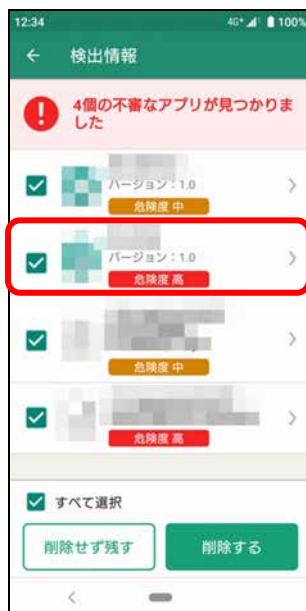 12:34
4G+
100%
検出情報
4個の不審なアプリが見つかりま
した
バージョン：1.0
危険度 中
バージョン：1.0
危険度 高
危険度 中
危険度 高
すべて選択
削除せず残す
削除する